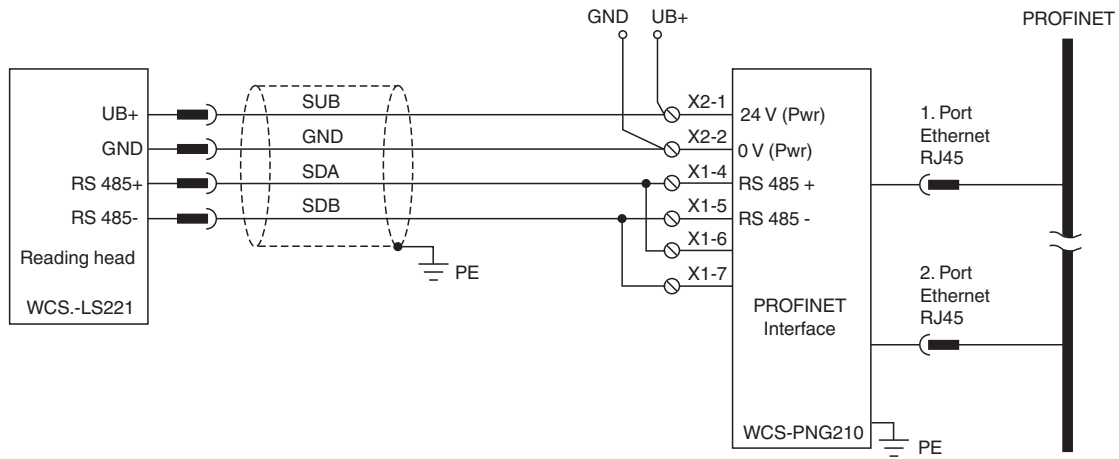 GND UB+
PROFINET
UB+
GND
RS 485+
RS 485-
Reading head
WCS.-LS221
SUB
GND
SDA
SDB
PE
X2-1
X2-2
X1-4
X1-5
X1-6
X1-7
24 V (Pwr)
0 V (Pwr)
RS 485 +
RS 485 -
PROFINET
Interface
WCS-PNG210
PE
1. Port
Ethernet
RJ45
2. Port
Ethernet
RJ45